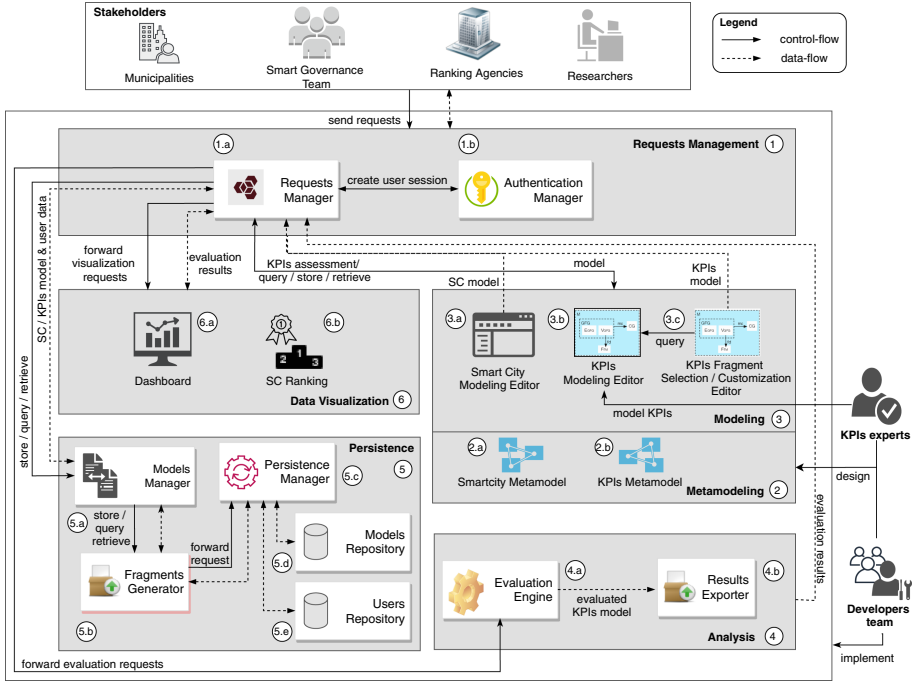 Stakeholders
Municipalities
Smart Governance
Team
Ranking Agencies
Researchers
Legend
control-flow
data-flow
send requests
1.a
1.b
Requests Management 1
Requests
Manager
create user session
Authentication
Manager
forward
visualization
requests
evaluation
results
KPIs assessment/
query / store / retrieve
model
SC model
KPIs
model
SC / KPIs model & user data
store / query / retrieve
6.a
6.b
Dashboard
SC Ranking
Data Visualization 6
3.a
3.b
3.c
query
Smart City
Modeling Editor
KPIs
Modeling Editor
KPIs Fragment
Selection / Customization
Editor
model KPIs
Modeling 3
KPIs experts
2.a
2.b
Smartcity Metamodel
KPIs Metamodel
Metamodeling 2
design
Persistence
5
Models
Manager
Persistence
Manager
5.c
5.a
store /
query
retrieve
forward
request
Fragments
Generator
5.b
Models
Repository
5.d
Users
Repository
5.e
Evaluation
Engine
4.a
evaluated
KPIs model
Results
Exporter
4.b
Analysis 4
evaluation results
Developers
team
implement
forward evaluation requests